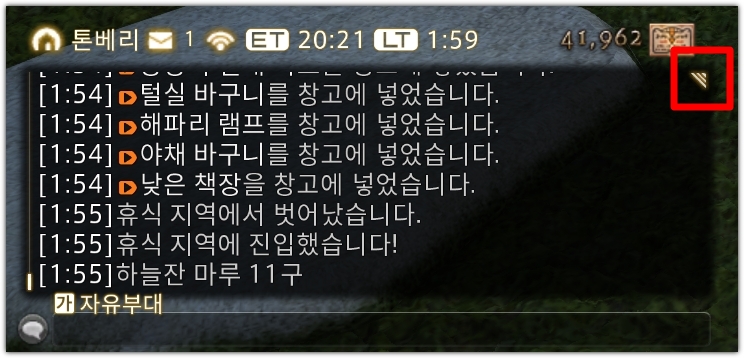 톤베리 1 ET 20:21 LT 1:59 41,962
[1:54] 털실 바구니를 창고에 넣었습니다.
[1:54] 해파리 램프를 창고에 넣었습니다.
[1:54] 야채 바구니를 창고에 넣었습니다.
[1:54] 낮은 책장을 창고에 넣었습니다.
[1:55]휴식 지역에서 벗어났습니다.
[1:55]휴식 지역에 진입했습니다!
[1:55]하늘잔 마루 11구
가 자유부대